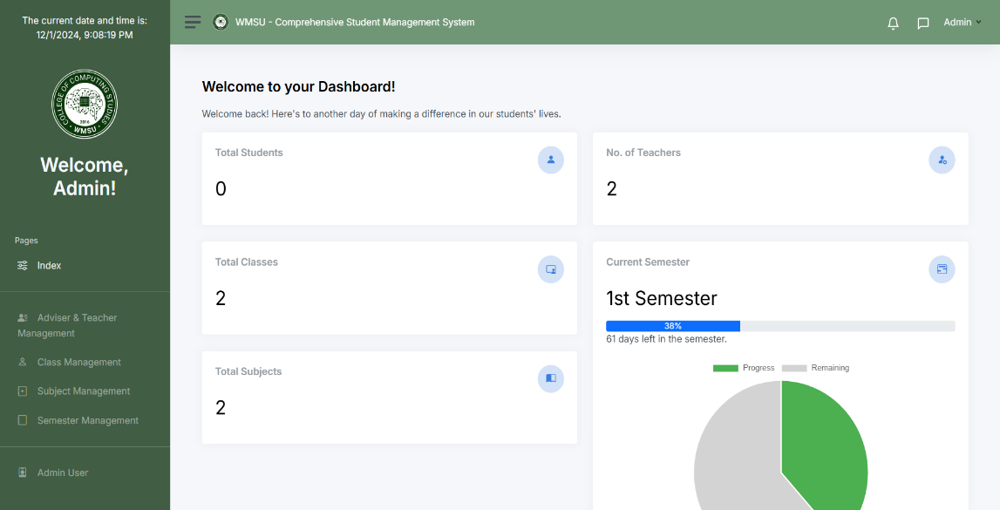 The current date and time is:
12/1/2024, 9:08:19 PM
COLLEGE OF COMPUTING STUDIES
2016
WMSU
Welcome,
Admin!
Pages
Index
Adviser & Teacher
Management
Class Management
Subject Management
Semester Management
Admin User
WMSU - Comprehensive Student Management System
Admin
Welcome to your Dashboard!
Welcome back! Here's to another day of making a difference in our students' lives.
Total Students
0
No. of Teachers
2
Total Classes
2
Current Semester
1st Semester
38%
61 days left in the semester.
Progress
Remaining
Total Subjects
2